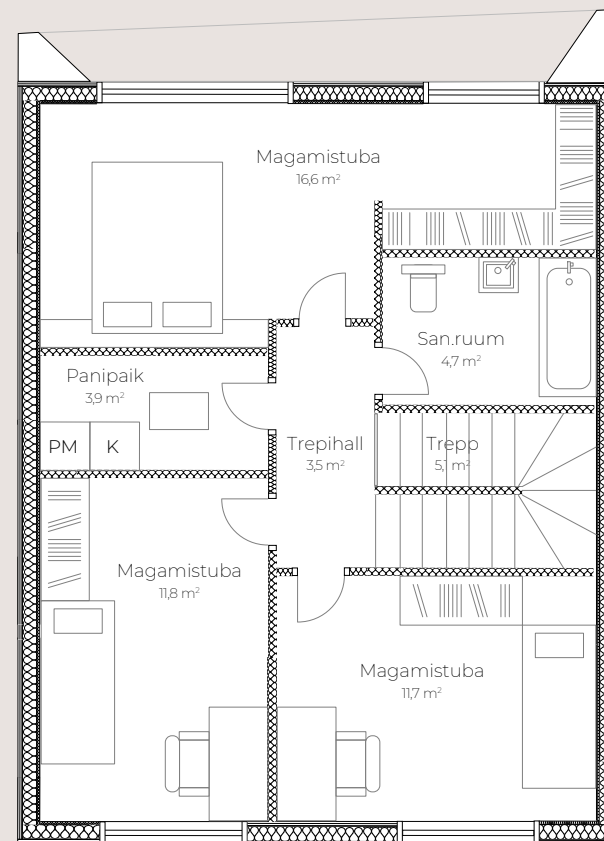 Magamistuba
16,6 m²
San.ruum
4,7 m²
Panipaik
3,9 m²
PM
K
Trepihall
3,5 m²
Trepp
5,1 m²
Magamistuba
11,8 m²
Magamistuba
11,7 m²